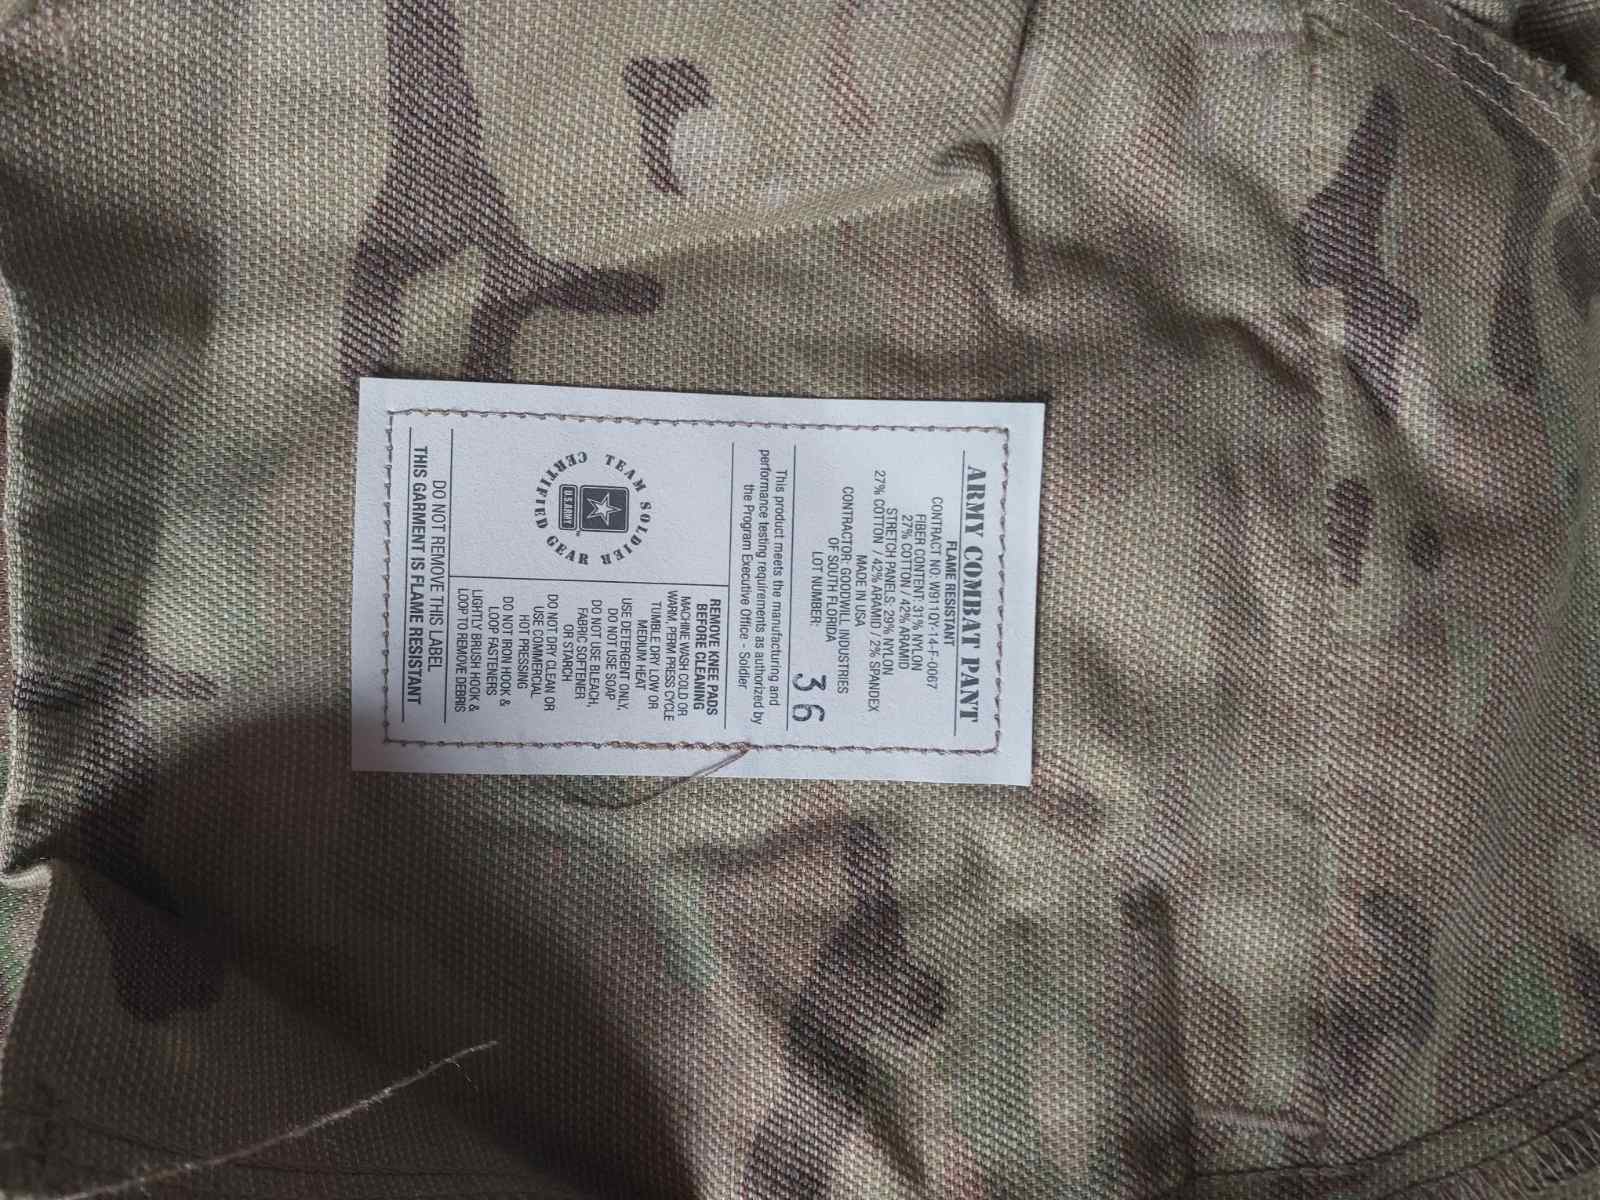 ARMY COMBAT PANT
FLAME RESISTANT
CONTRACT NO: W911QY-14-F-0067
FIBER CONTENT: 31% NYLON
27% COTTON / 42% ARAMID
STRETCH PANELS: 29% NYLON
27% COTTON / 42% ARAMID / 2% SPANDEX
MADE IN USA
CONTRACTOR: GOODWILL INDUSTRIES
OF SOUTH FLORIDA
LOT NUMBER:
36
This product meets the manufacturing and
performance testing requirements as authorized by
the Program Executive Office - Soldier
TEAM SOLDIER
CERTIFIED GEAR
U.S.ARMY
REMOVE KNEE PADS
BEFORE CLEANING
MACHINE WASH COLD OR
WARM, PERM PRESS CYCLE
TUMBLE DRY LOW OR
MEDIUM HEAT
USE DETERGENT ONLY,
DO NOT USE SOAP
DO NOT USE BLEACH,
FABRIC SOFTENER
OR STARCH
DO NOT DRY CLEAN OR
USE COMMERCIAL
HOT PRESSING
DO NOT IRON HOOK &
LOOP FASTENERS
LIGHTLY BRUSH HOOK &
LOOP TO REMOVE DEBRIS
DO NOT REMOVE THIS LABEL
THIS GARMENT IS FLAME RESISTANT